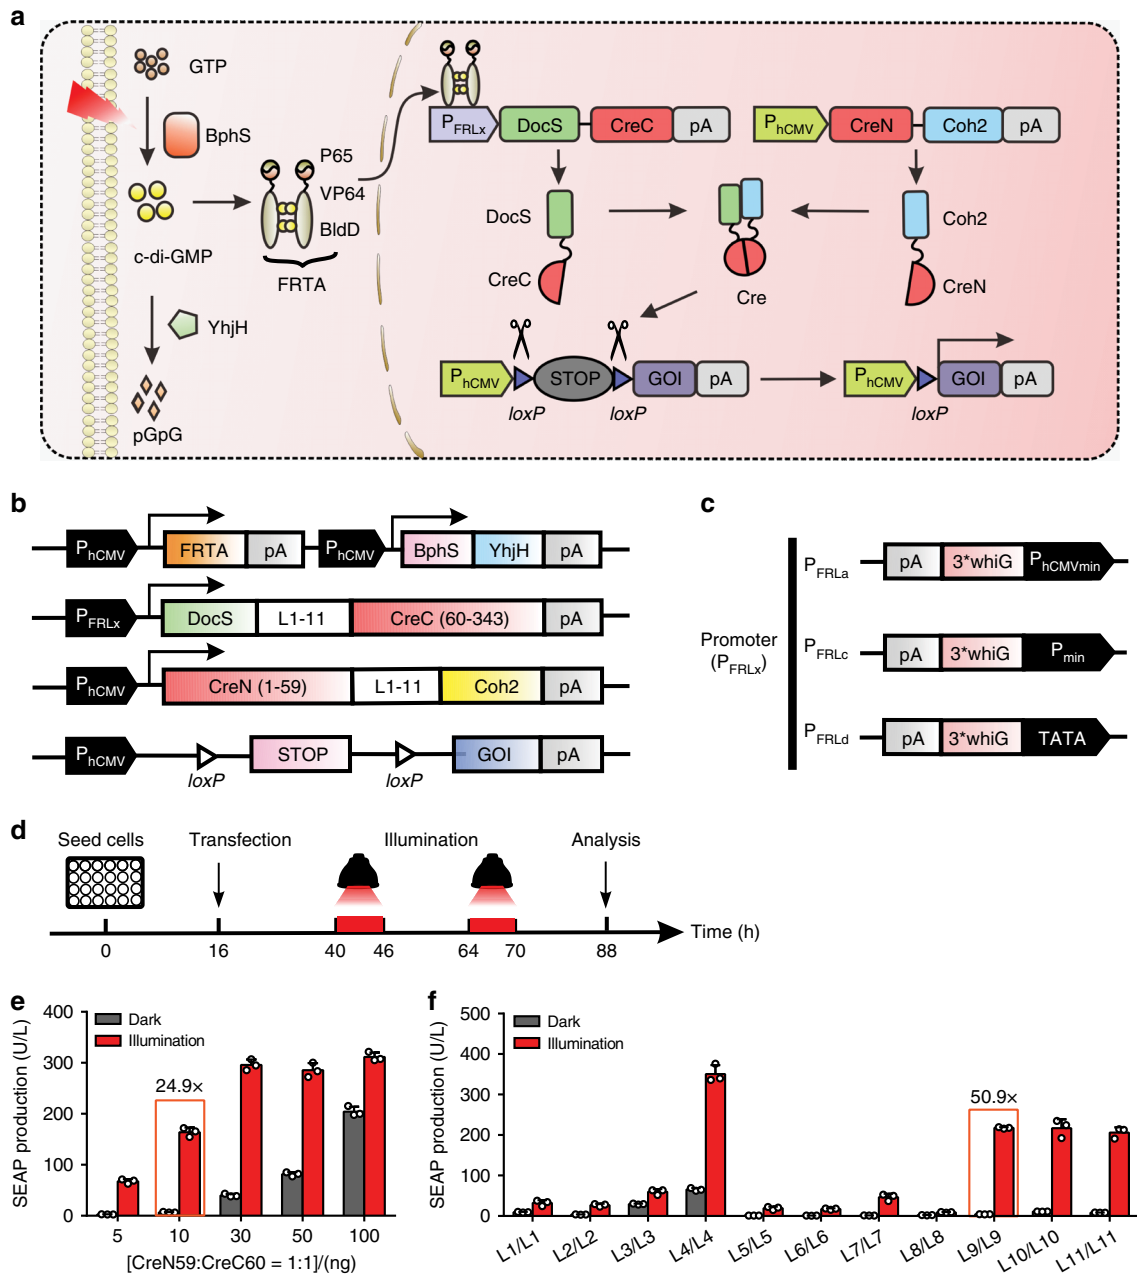 a
GTP
BphS
c-di-GMP
YhjH
pGpG
P65
VP64
BldD
FRTA
PFRLx DocS CreC pA
PhCMV CreN Coh2 pA
DocS
CreC
Cre
Coh2
CreN
PhCMV STOP GOI pA
loxP loxP
PhCMV GOI pA
loxP
b
PhCMV FRTA pA PhCMV BphS YhjH pA
PFRLx DocS L1-11 CreC (60-343) pA
PhCMV CreN (1-59) L1-11 Coh2 pA
PhCMV STOP GOI pA
loxP loxP
c
Promoter
(PFRLx)
PFRLa pA 3*whiG PhCMVmin
PFRLc pA 3*whiG Pmin
PFRLd pA 3*whiG TATA
d
Seed cells Transfection Illumination Analysis
0 16 40 46 64 70 88 Time (h)
e
SEAP production (U/L)
400
300
200
100
0
Dark
Illumination
24.9×
5 10 30 50 100
[CreN59:CreC60 = 1:1]/(ng)
f
SEAP production (U/L)
500
400
300
200
100
0
Dark
Illumination
50.9×
L1/L1 L2/L2 L3/L3 L4/L4 L5/L5 L6/L6 L7/L7 L8/L8 L9/L9 L10/L10 L11/L11